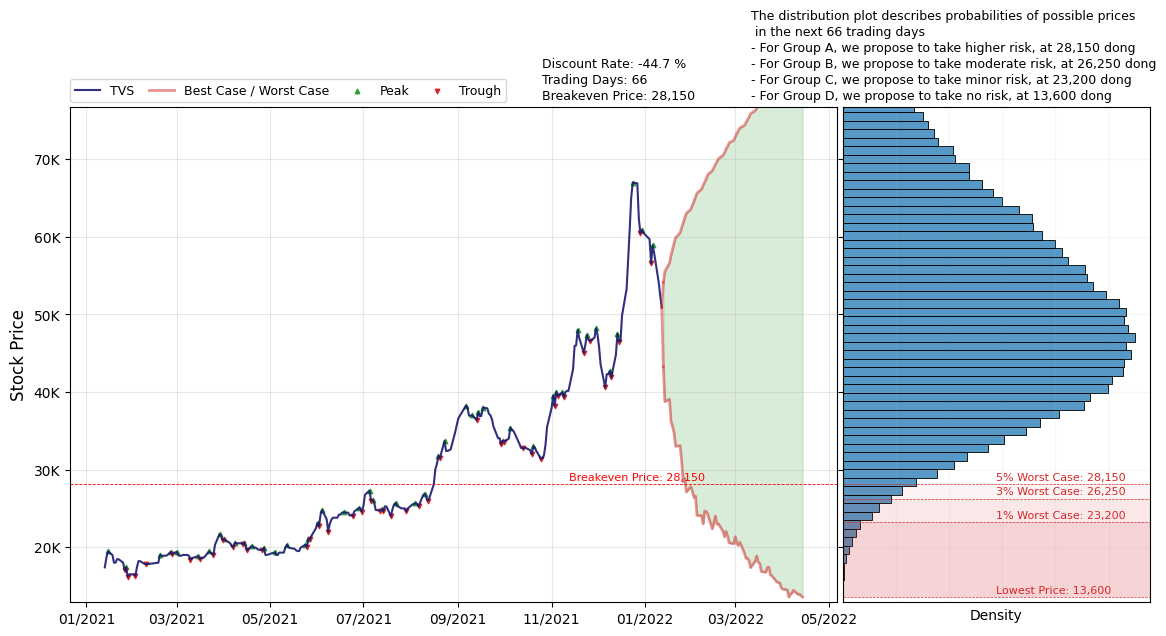 The distribution plot describes probabilities of possible prices
in the next 66 trading days
- For Group A, we propose to take higher risk, at 28,150 dong
- For Group B, we propose to take moderate risk, at 26,250 dong
- For Group C, we propose to take minor risk, at 23,200 dong
- For Group D, we propose to take no risk, at 13,600 dong
Discount Rate: -44.7 %
Trading Days: 66
Breakeven Price: 28,150
TVS
Best Case / Worst Case
Peak
Trough
Stock Price
70K
60K
50K
40K
30K
20K
Breakeven Price: 28,150
5% Worst Case: 28,150
3% Worst Case: 26,250
1% Worst Case: 23,200
Lowest Price: 13,600
01/2021
03/2021
05/2021
07/2021
09/2021
11/2021
01/2022
03/2022
05/2022
Density